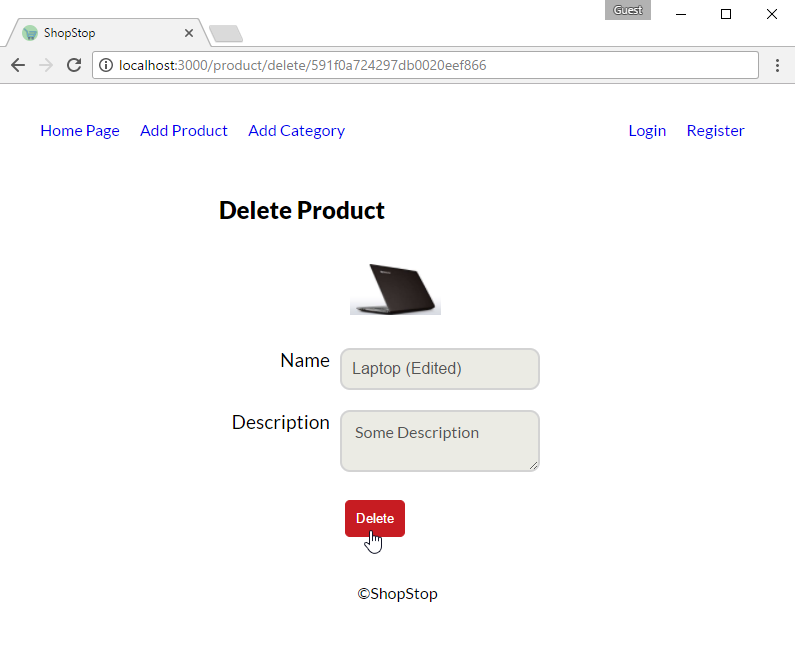 Guest
ShopStop
localhost:3000/product/delete/591f0a724297db0020eef866
Home Page Add Product Add Category Login Register
Delete Product
Name Laptop (Edited)
Description Some Description
Delete
©ShopStop